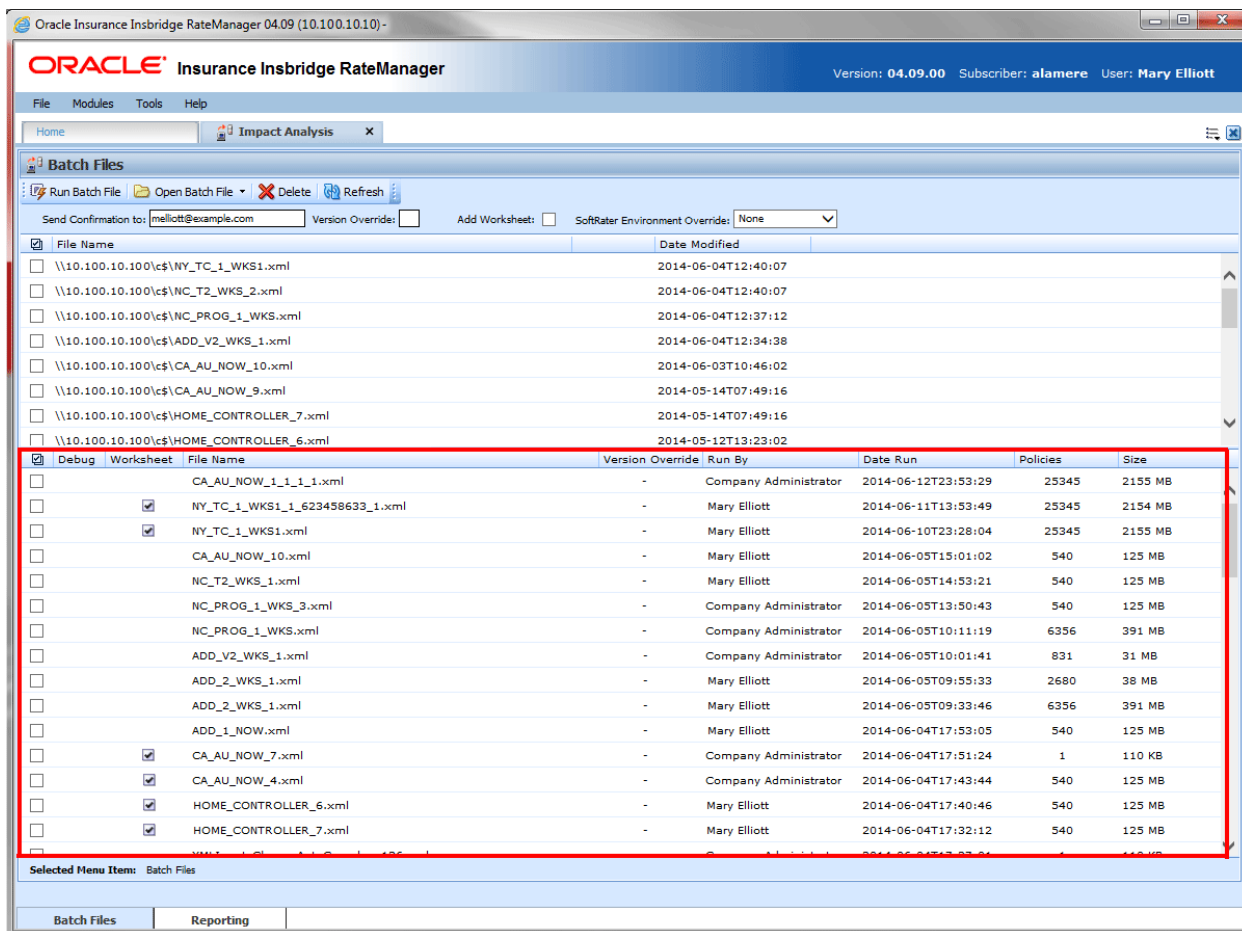 Oracle Insurance Insbridge RateManager 04.09 (10.100.10.10) -
ORACLE Insurance Insbridge RateManager
Version: 04.09.00 Subscriber: alamere User: Mary Elliott
File Modules Tools Help
Home Impact Analysis x
Batch Files
Run Batch File Open Batch File Delete Refresh
Send Confirmation to: melliott@example.com Version Override: Add Worksheet: SoftRater Environment Override: None
File Name Date Modified
\\10.100.10.100\c$\NY_TC_1_WKS1.xml 2014-06-04T12:40:07
\\10.100.10.100\c$\NC_T2_WKS_2.xml 2014-06-04T12:40:07
\\10.100.10.100\c$\NC_PROG_1_WKS.xml 2014-06-04T12:37:12
\\10.100.10.100\c$\ADD_V2_WKS_1.xml 2014-06-04T12:34:38
\\10.100.10.100\c$\CA_AU_NOW_10.xml 2014-06-03T10:46:02
\\10.100.10.100\c$\CA_AU_NOW_9.xml 2014-05-14T07:49:16
\\10.100.10.100\c$\HOME_CONTROLLER_7.xml 2014-05-14T07:49:16
\\10.100.10.100\c$\HOME_CONTROLLER_6.xml 2014-05-12T13:23:02
Debug Worksheet File Name Version Override Run By Date Run Policies Size
CA_AU_NOW_1_1_1_1.xml - Company Administrator 2014-06-12T23:53:29 25345 2155 MB
NY_TC_1_WKS1_1_623458633_1.xml - Mary Elliott 2014-06-11T13:53:49 25345 2154 MB
NY_TC_1_WKS1.xml - Mary Elliott 2014-06-10T23:28:04 25345 2155 MB
CA_AU_NOW_10.xml - Mary Elliott 2014-06-05T15:01:02 540 125 MB
NC_T2_WKS_1.xml - Mary Elliott 2014-06-05T14:53:21 540 125 MB
NC_PROG_1_WKS_3.xml - Company Administrator 2014-06-05T13:50:43 540 125 MB
NC_PROG_1_WKS.xml - Company Administrator 2014-06-05T10:11:19 6356 391 MB
ADD_V2_WKS_1.xml - Company Administrator 2014-06-05T10:01:41 831 31 MB
ADD_2_WKS_1.xml - Mary Elliott 2014-06-05T09:55:33 2680 38 MB
ADD_2_WKS_1.xml - Mary Elliott 2014-06-05T09:33:46 6356 391 MB
ADD_1_NOW.xml - Mary Elliott 2014-06-04T17:53:05 540 125 MB
CA_AU_NOW_7.xml - Company Administrator 2014-06-04T17:51:24 1 110 KB
CA_AU_NOW_4.xml - Company Administrator 2014-06-04T17:43:44 540 125 MB
HOME_CONTROLLER_6.xml - Mary Elliott 2014-06-04T17:40:46 540 125 MB
HOME_CONTROLLER_7.xml - Mary Elliott 2014-06-04T17:32:12 540 125 MB
Selected Menu Item: Batch Files
Batch Files Reporting